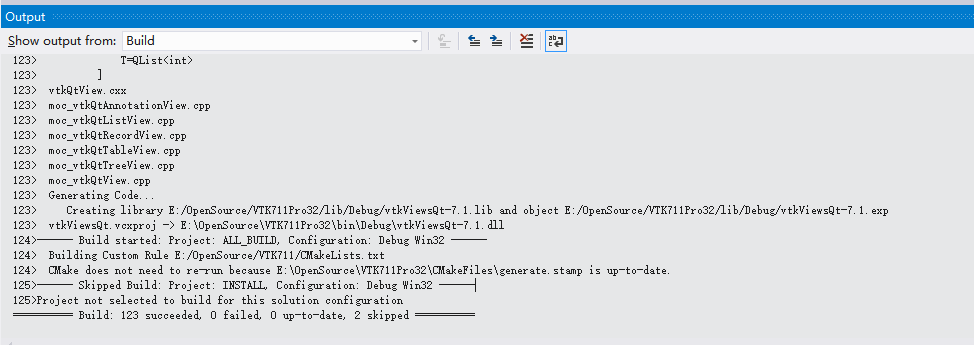 Output
Show output from: Build
123> T=QList<int>
123> ]
123> vtkQtView.cxx
123> moc_vtkQtAnnotationView.cpp
123> moc_vtkQtListView.cpp
123> moc_vtkQtRecordView.cpp
123> moc_vtkQtTableView.cpp
123> moc_vtkQtTreeView.cpp
123> moc_vtkQtView.cpp
123> Generating Code...
123> Creating library E:/OpenSource/VTK711Pro32/lib/Debug/vtkViewsQt-7.1.lib and object E:/OpenSource/VTK711Pro32/lib/Debug/vtkViewsQt-7.1.exp
123> vtkViewsQt.vcxproj -> E:\OpenSource\VTK711Pro32\bin\Debug\vtkViewsQt-7.1.dll
124>------ Build started: Project: ALL_BUILD, Configuration: Debug Win32 ------
124> Building Custom Rule E:/OpenSource/VTK711/CMakeLists.txt
124> CMake does not need to re-run because E:\OpenSource\VTK711Pro32\CMakeFiles\generate.stamp is up-to-date.
125>------ Skipped Build: Project: INSTALL, Configuration: Debug Win32 ------
125>Project not selected to build for this solution configuration
========== Build: 123 succeeded, 0 failed, 0 up-to-date, 2 skipped ==========